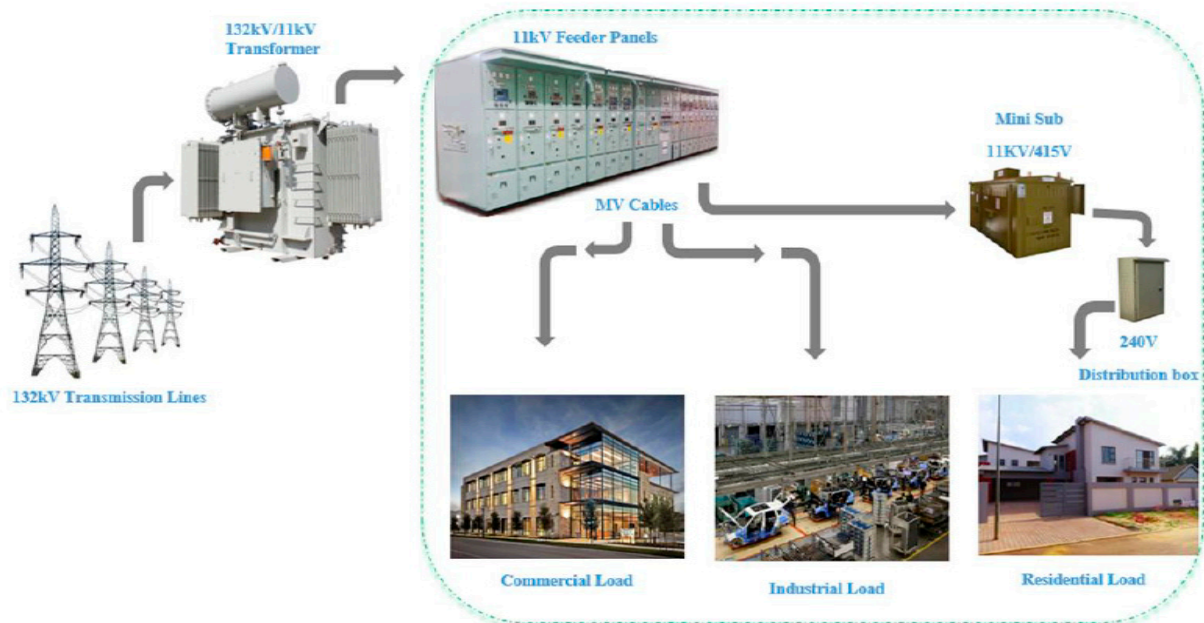 132kV/11kV
Transformer
11kV Feeder Panels
Mini Sub
11KV/415V
MV Cables
240V
Distribution box
132kV Transmission Lines
Commercial Load
Industrial Load
Residential Load